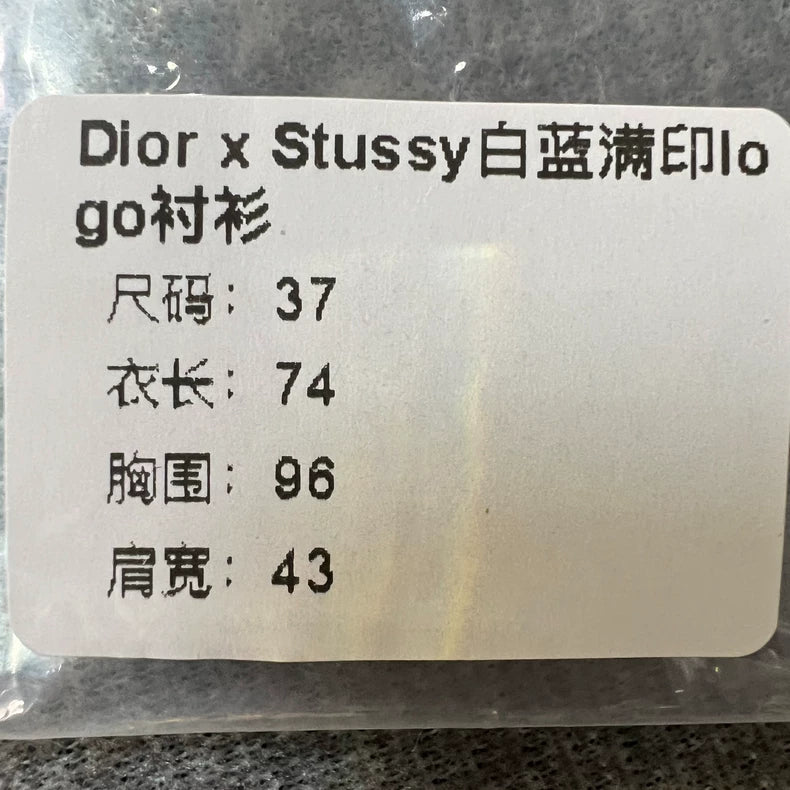 Dior x Stussy白蓝满印lo
go衬衫
尺码：37
衣长：74
胸围：96
肩宽：43